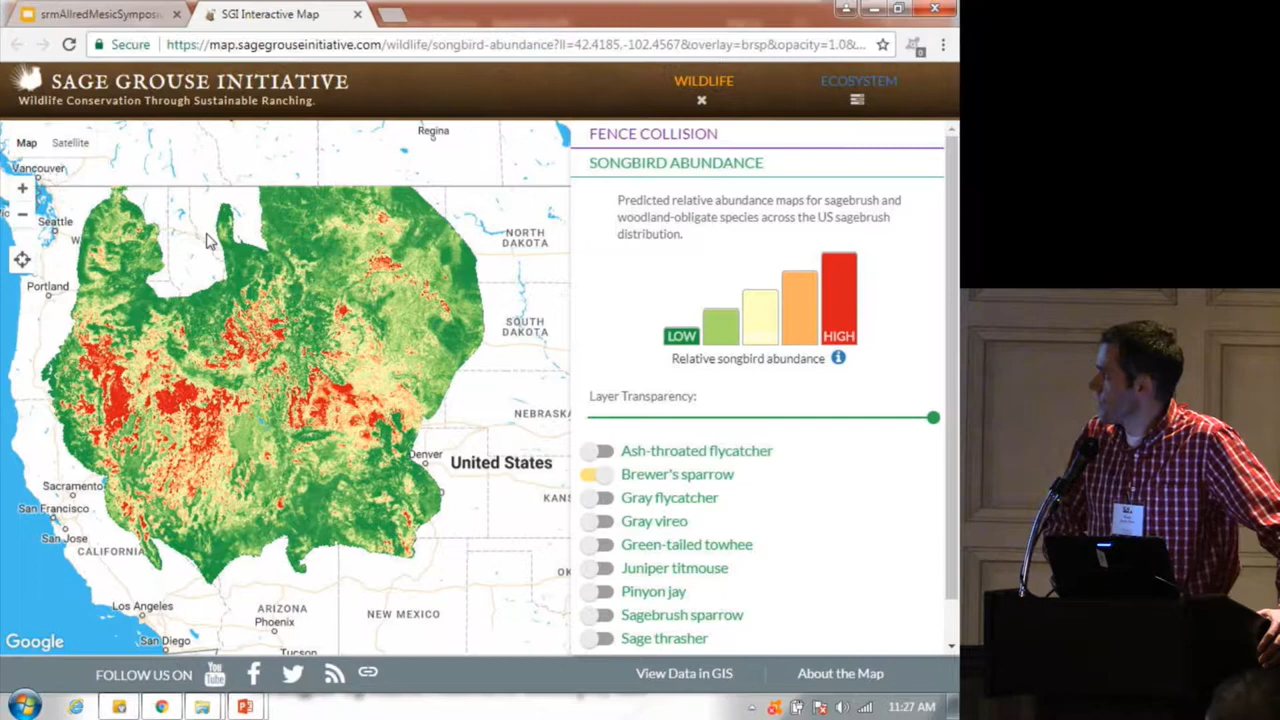 srmAllredMesicSymposi
SGI Interactive Map
Secure
https://map.sagegrouseinitiative.com/wildlife/songbird-abundance?ll=42.4185,-102.4567&overlay=brsp&opacity=1.0&...
0
SAGE GROUSE INITIATIVE
Wildlife Conservation Through Sustainable Ranching.
WILDLIFE
ECOSYSTEM
Map
Satellite
Regina
Vancouver
Seattle
W
Portland
NORTH
DAKOTA
SOUTH
DAKOTA
NEBRASKA
Denver
United States
KANS
Sacramento
San Francisco
San Jose
CALIFORNIA
OK
Los Angeles
ARIZONA
NEW MEXICO
Phoenix
San Diego
Tucson
Google
FENCE COLLISION
SONGBIRD ABUNDANCE
Predicted relative abundance maps for sagebrush and
woodland-obligate species across the US sagebrush
distribution.
LOW
HIGH
Relative songbird abundance
Layer Transparency:
Ash-throated flycatcher
Brewer's sparrow
Gray flycatcher
Gray vireo
Green-tailed towhee
Juniper titmouse
Pinyon jay
Sagebrush sparrow
Sage thrasher
FOLLOW US ON
You
Tube
View Data in GIS
About the Map
11:27 AM